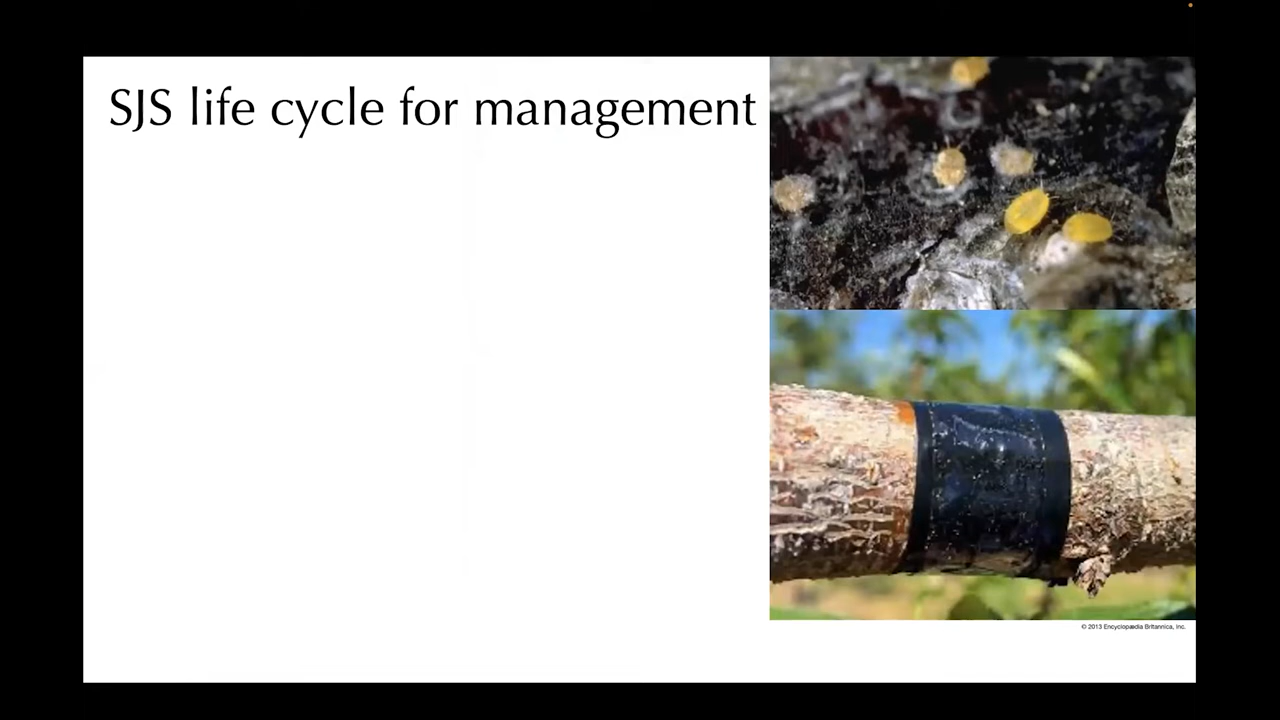 SJS life cycle for management
© 2013 Encyclopædia Britannica, Inc.